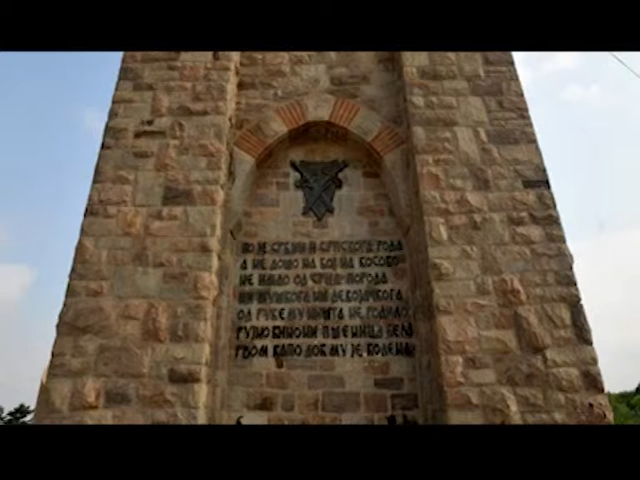 КО ЈЕ СРБИН И СРПСКОГА РОДА
А НЕ ДОШО НА БОЈ НА КОСОВО
НЕ ИМАО ОД СРЦА ПОРОДА
НИ МУШКОГА НИ ДЕВОЈАЧКОГА
ОД РУКЕ МУ НИШТА НЕ РОДИЛО
РУЈНО ВИНО НИ ПШЕНИЦА БЕЛА
РЂОМ КАПО ДОК МУ ЈЕ КОЛЕНА